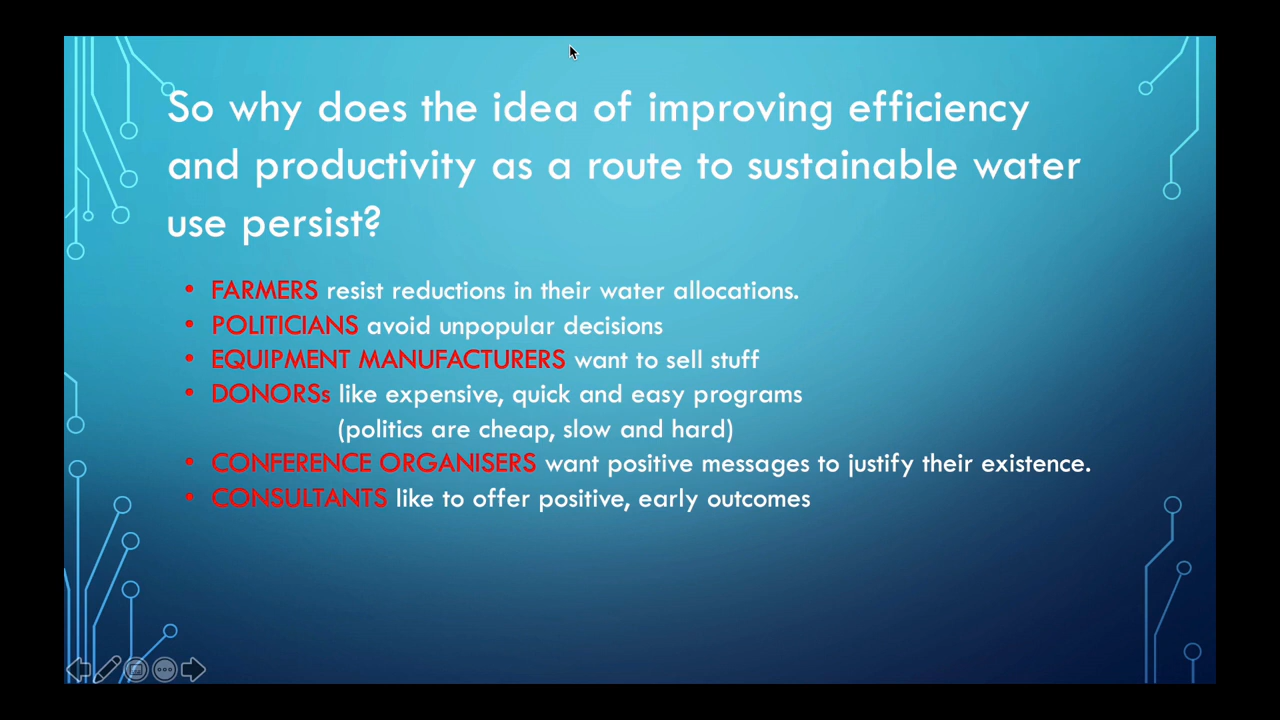 So why does the idea of improving efficiency
and productivity as a route to sustainable water
use persist?
• FARMERS resist reductions in their water allocations.
• POLITICIANS avoid unpopular decisions
• EQUIPMENT MANUFACTURERS want to sell stuff
• DONORSs like expensive, quick and easy programs
(politics are cheap, slow and hard)
• CONFERENCE ORGANISERS want positive messages to justify their existence.
• CONSULTANTS like to offer positive, early outcomes